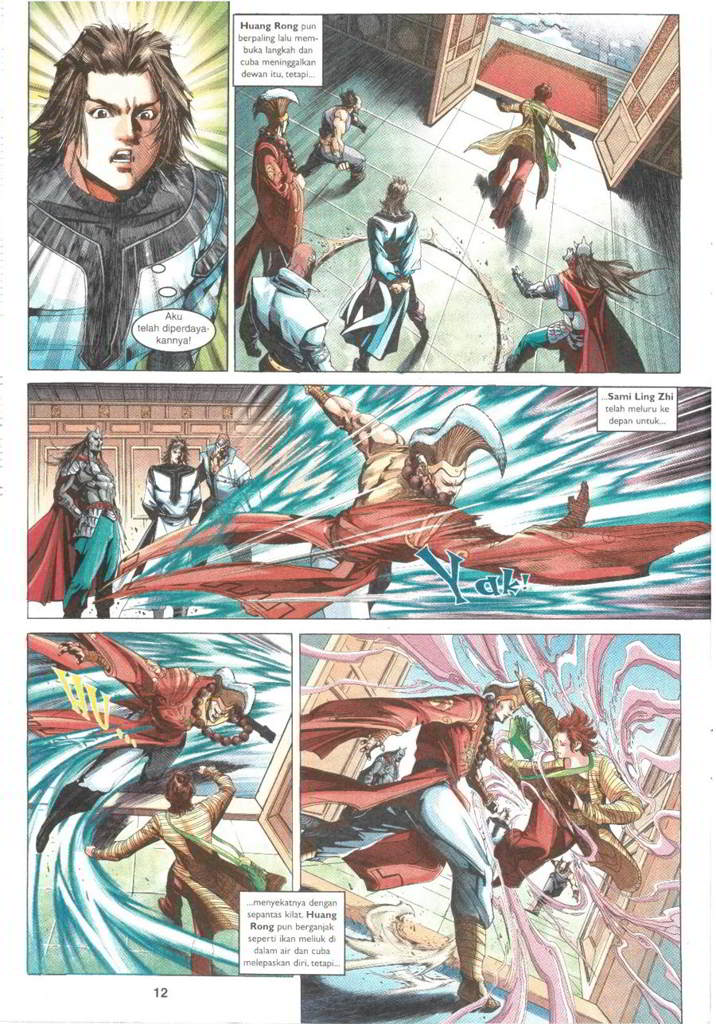 Aku
telah diperdaya-
kannya!
Huang Rong pun
berpaling lalu mem-
buka langkah dan
cuba meninggalkan
dewan itu, tetapi...
...Sami Ling Zhi
telah meluru ke
depan untuk...
Yak!
WU...
...menyekatnya dengan
sepantas kilat. Huang
Rong pun berganjak
seperti ikan meliuk di
dalam air dan cuba
melepaskan diri, tetapi...
12